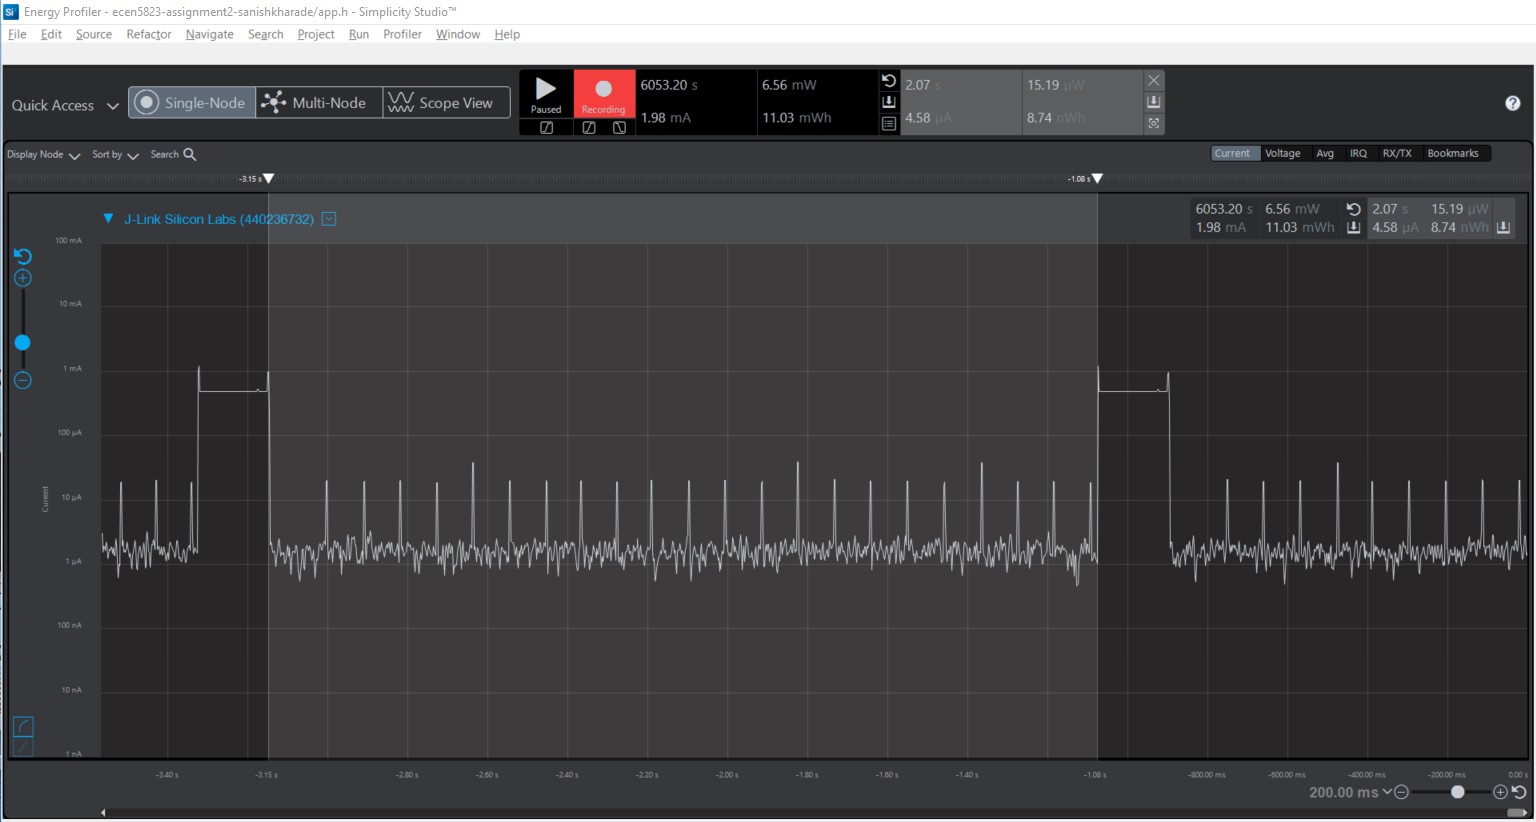 Si Energy Profiler - ecen5823-assignment2-sanishkharade/app.h - Simplicity Studio™
File Edit Source Refactor Navigate Search Project Run Profiler Window Help
Quick Access Single-Node Multi-Node Scope View
Paused Recording
6053.20 s 6.56 mW 2.07 s 15.19 µW
1.98 mA 11.03 mWh 4.58 µA 8.74 nWh
Display Node Sort by Search Current Voltage Avg IRQ RX/TX Bookmarks
-3.15 s -1.08 s
J-Link Silicon Labs (440236732)
6053.20 s 6.56 mW 2.07 s 15.19 µW
1.98 mA 11.03 mWh 4.58 µA 8.74 nWh
100 mA
10 mA
1 mA
100 µA
10 µA
Current
1 µA
100 nA
10 nA
1 nA
-3.40 s -3.15 s -2.80 s -2.60 s -2.40 s -2.20 s -2.00 s -1.80 s -1.60 s -1.40 s -1.08 s -800.00 ms -600.00 ms -400.00 ms -200.00 ms 0.00 s
200.00 ms